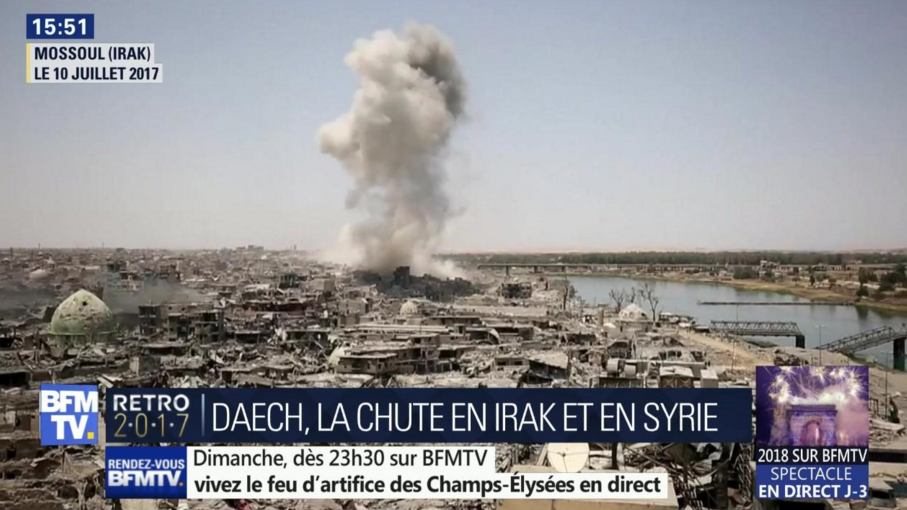 15:51
MOSSOUL (IRAK)
LE 10 JUILLET 2017
BFM
TV.
RETRO
2.0.1.7
DAECH, LA CHUTE EN IRAK ET EN SYRIE
RENDEZ-VOUS
BFMTV.
Dimanche, dès 23h30 sur BFMTV
vivez le feu d'artifice des Champs-Élysées en direct
2018 SUR BFMTV
SPECTACLE
EN DIRECT J-3